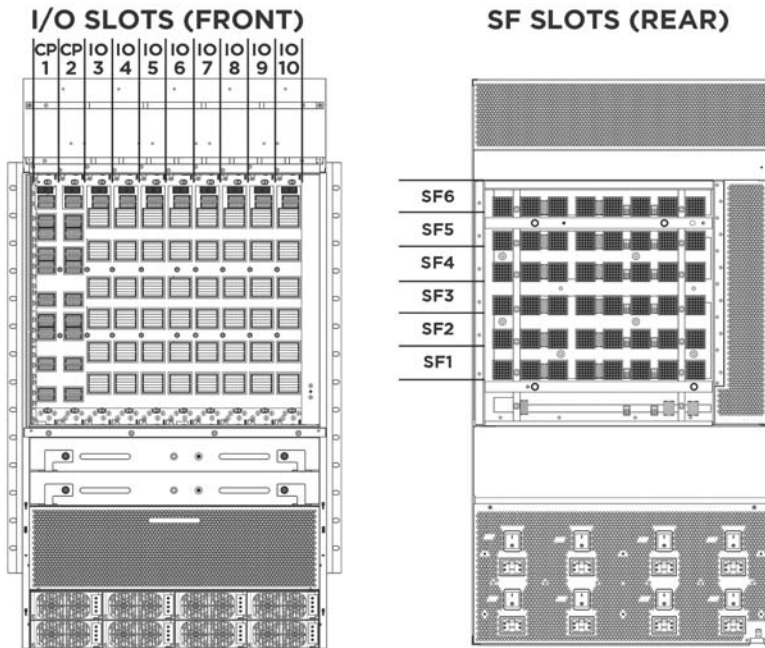 I/O SLOTS (FRONT)
CP CP IO IO IO IO IO IO IO IO
1 2 3 4 5 6 7 8 9 10
SF SLOTS (REAR)
SF6
SF5
SF4
SF3
SF2
SF1